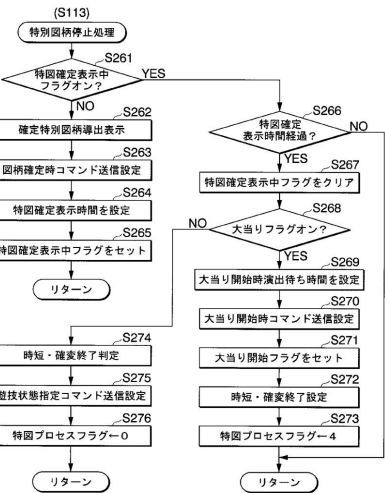 (S113)
特別図柄停止処理
S261
特図確定表示中
フラグオン?
YES
NO
S262
確定特別図柄導出表示
S263
図柄確定時コマンド送信設定
S264
特図確定表示時間を設定
S265
特図確定表示中フラグをセット
リターン
S266
特図確定
表示時間経過?
NO
YES
S267
特図確定表示中フラグをクリア
S268
大当りフラグオン?
NO
YES
S269
大当り開始時演出待ち時間を設定
S270
大当り開始時コマンド送信設定
S271
大当り開始フラグをセット
S272
時短・確変終了設定
S273
特図プロセスフラグ←4
リターン
S274
時短・確変終了判定
S275
遊技状態指定コマンド送信設定
S276
特図プロセスフラグ←0
リターン